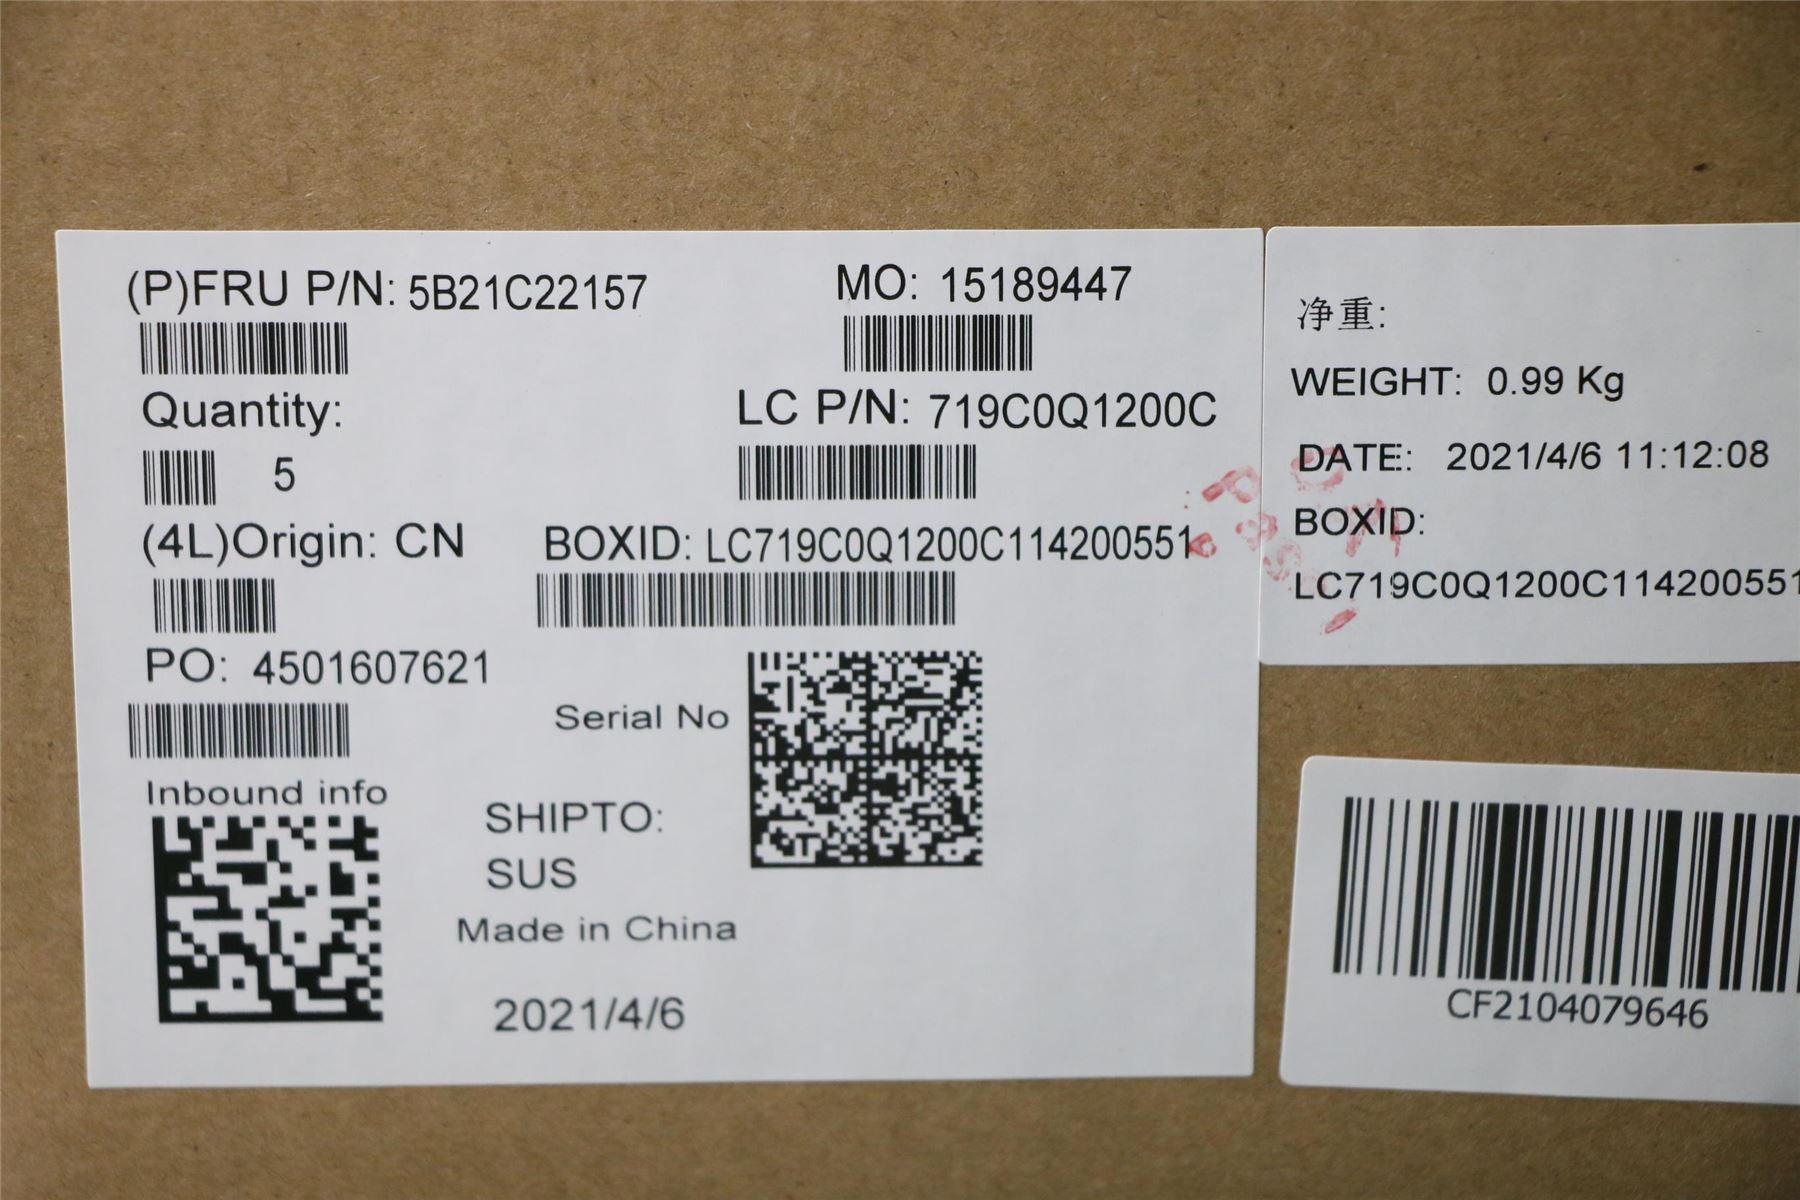 (P)FRU P/N: 5B21C22157
MO: 15189447
Quantity:
5
LC P/N: 719C0Q1200C
(4L)Origin: CN
BOXID: LC719C0Q1200C114200551
PO: 4501607621
Serial No
Inbound info
SHIPTO:
SUS
Made in China
2021/4/6
净重:
WEIGHT: 0.99 Kg
DATE: 2021/4/6 11:12:08
BOXID:
LC719C0Q1200C114200551
CF2104079646